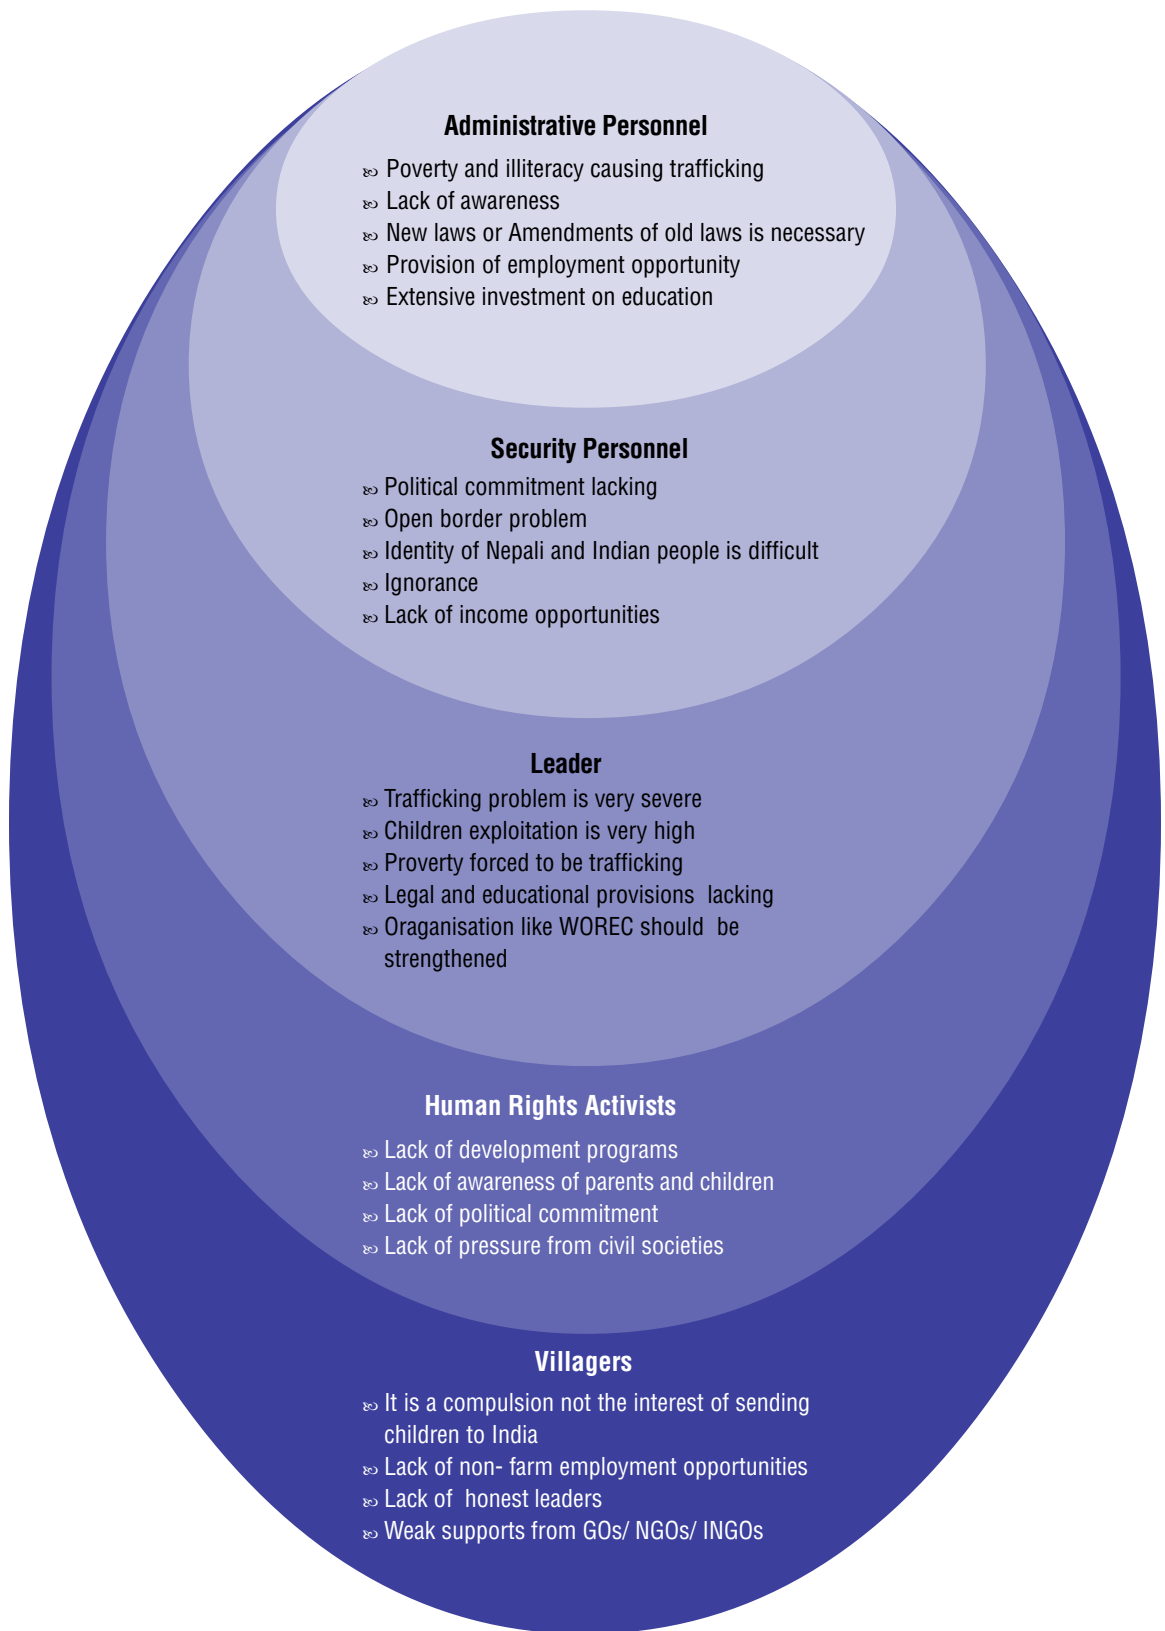 Administrative Personnel
Poverty and illiteracy causing trafficking
Lack of awareness
New laws or Amendments of old laws is necessary
Provision of employment opportunity
Extensive investment on education
Security Personnel
Political commitment lacking
Open border problem
Identity of Nepali and Indian people is difficult
Ignorance
Lack of income opportunities
Leader
Trafficking problem is very severe
Children exploitation is very high
Proverty forced to be trafficking
Legal and educational provisions lacking
Oraganisation like WOREC should be
strengthened
Human Rights Activists
Lack of development programs
Lack of awareness of parents and children
Lack of political commitment
Lack of pressure from civil societies
Villagers
It is a compulsion not the interest of sending
children to India
Lack of non- farm employment opportunities
Lack of honest leaders
Weak supports from GOs/ NGOs/ INGOs